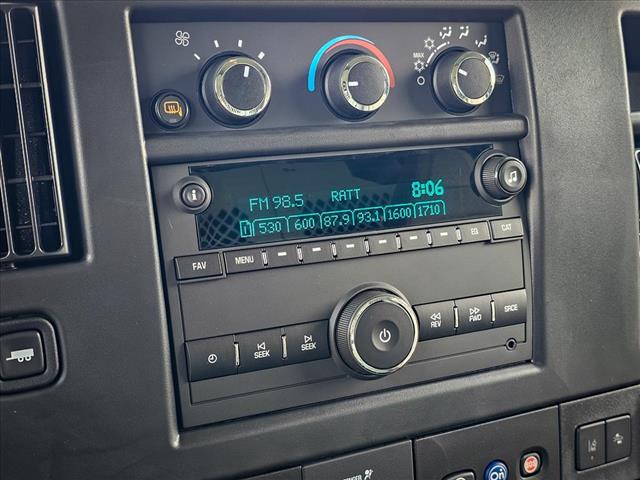 MAX
i
FM 98.5 RATT 8:06
1 530 600 87.9 93.1 1600 1710
FAV MENU EQ CAT
SEEK SEEK REV FWD SRCE